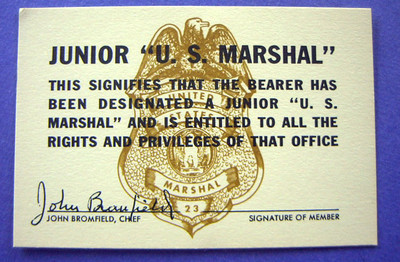 JUNIOR "U. S. MARSHAL"
THIS SIGNIFIES THAT THE BEARER HAS
BEEN DESIGNATED A JUNIOR "U. S.
MARSHAL" AND IS ENTITLED TO ALL THE
RIGHTS AND PRIVILEGES OF THAT OFFICE
UNITED
STATES
MARSHAL
23
John Bromfield
JOHN BROMFIELD, CHIEF
SIGNATURE OF MEMBER